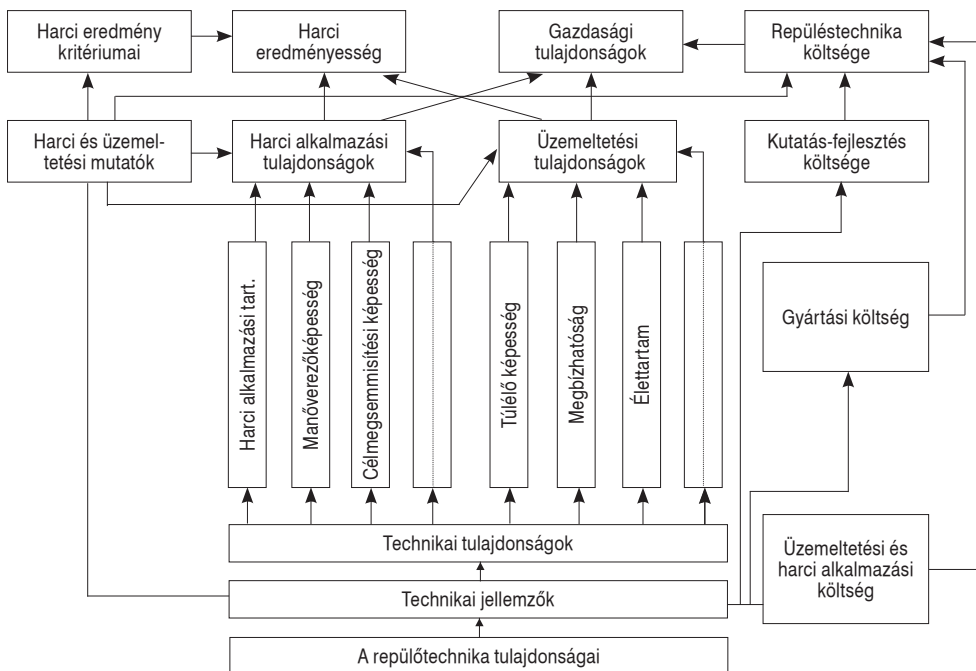 Harci eredmény
kritériumai
Harci
eredményesség
Gazdasági
tulajdonságok
Repüléstechnika
költsége
Harci és üzemel-
tetési mutatók
Harci alkalmazási
tulajdonságok
Üzemeltetési
tulajdonságok
Kutatás-fejlesztés
költsége
Harci alkalmazási tart.
Manőverezőképesség
Célmegsemmisítési képesség
Túlélő képesség
Megbízhatóság
Élettartam
Gyártási költség
Technikai tulajdonságok
Üzemeltetési és
harci alkalmazási
költség
Technikai jellemzők
A repülőtechnika tulajdonságai